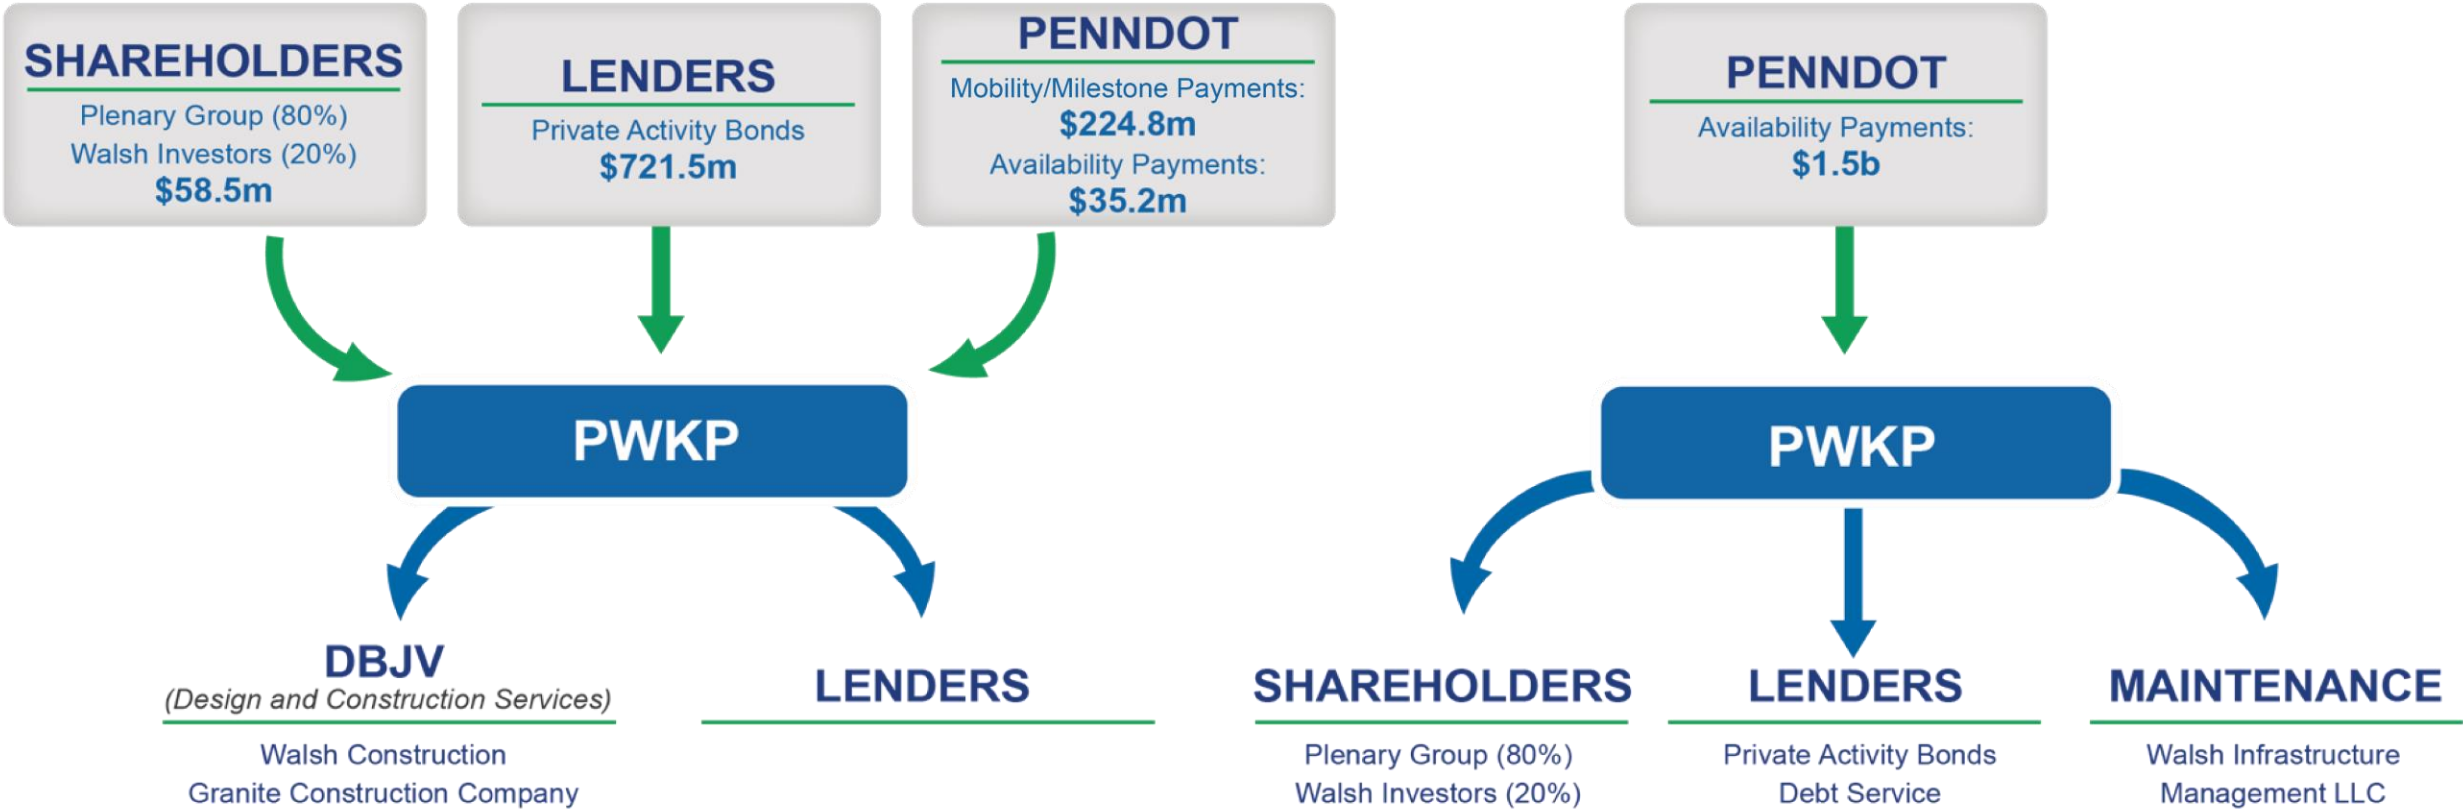 SHAREHOLDERS
Plenary Group (80%)
Walsh Investors (20%)
$58.5m
LENDERS
Private Activity Bonds
$721.5m
PENNDOT
Mobility/Milestone Payments:
$224.8m
Availability Payments:
$35.2m
PENNDOT
Availability Payments:
$1.5b
PWKP
PWKP
DBJV
(Design and Construction Services)
Walsh Construction
Granite Construction Company
LENDERS
SHAREHOLDERS
Plenary Group (80%)
Walsh Investors (20%)
LENDERS
Private Activity Bonds
Debt Service
MAINTENANCE
Walsh Infrastructure
Management LLC